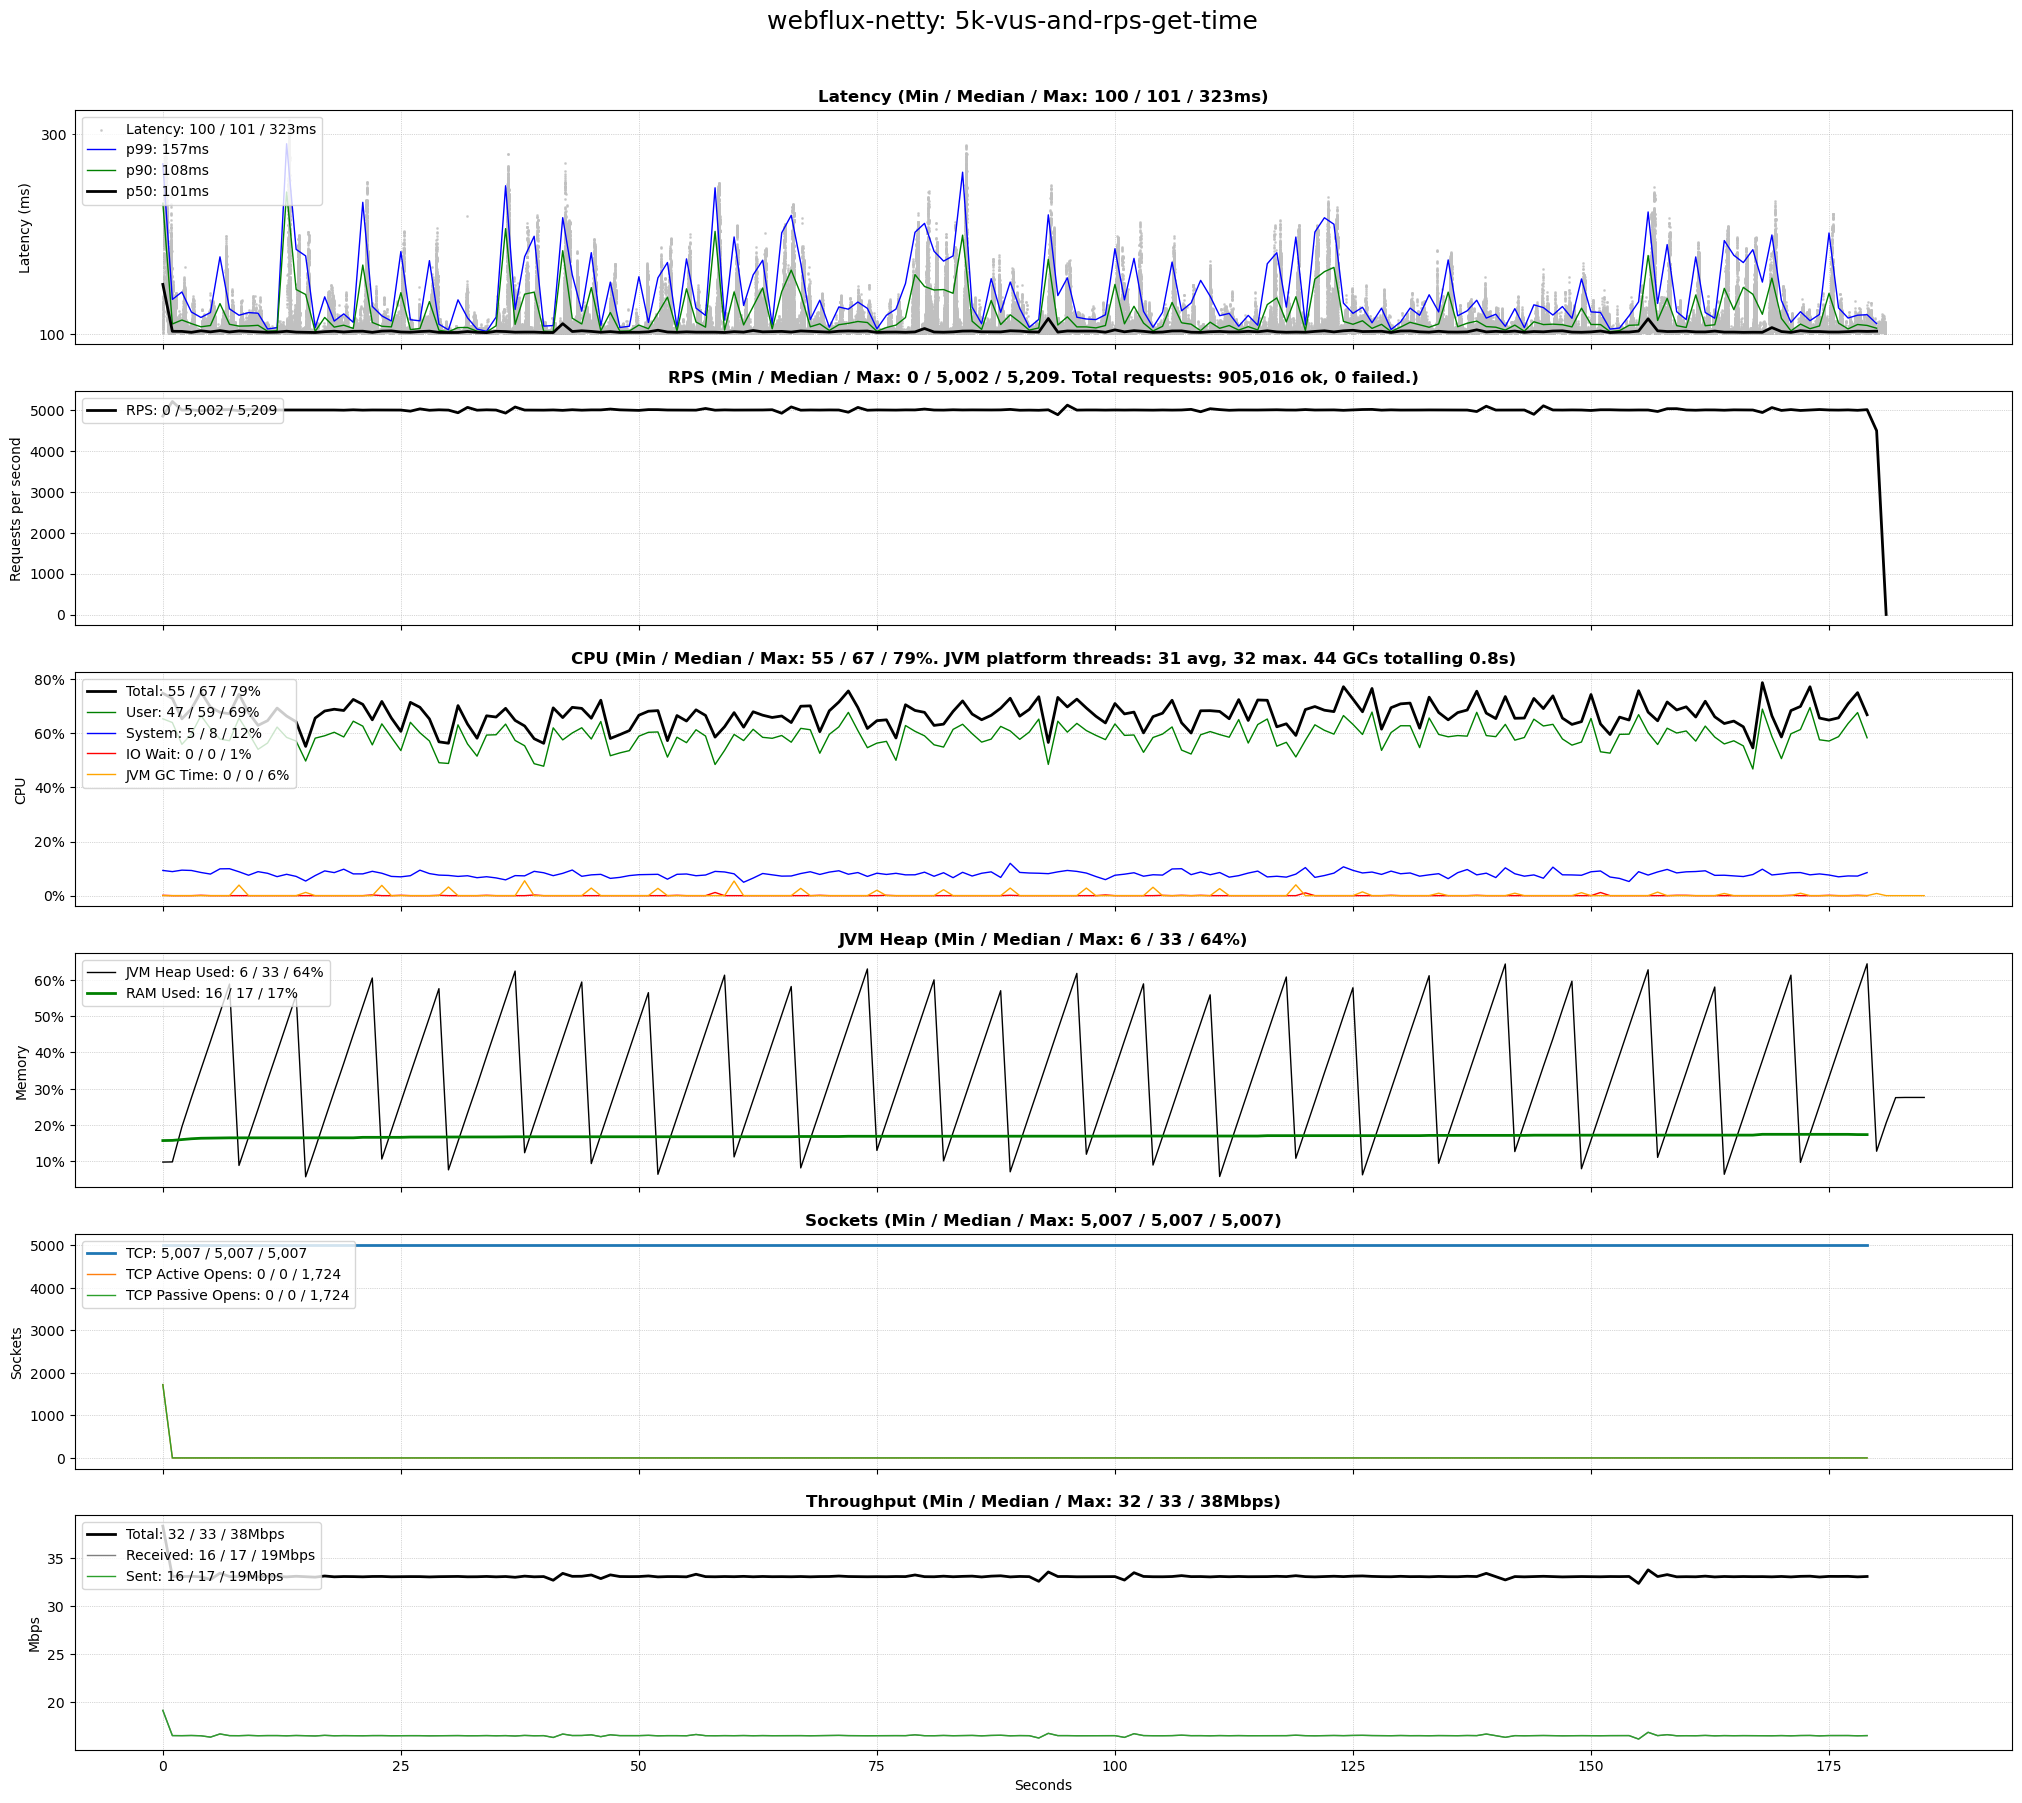 webflux-netty: 5k-vus-and-rps-get-time
Latency (Min / Median / Max: 100 / 101 / 323ms)
Latency: 100 / 101 / 323ms
p99: 157ms
p90: 108ms
p50: 101ms
Latency (ms)
300
100
RPS (Min / Median / Max: 0 / 5,002 / 5,209. Total requests: 905,016 ok, 0 failed.)
RPS: 0 / 5,002 / 5,209
Requests per second
5000
4000
3000
2000
1000
0
CPU (Min / Median / Max: 55 / 67 / 79%. JVM platform threads: 31 avg, 32 max. 44 GCs totalling 0.8s)
Total: 55 / 67 / 79%
User: 47 / 59 / 69%
System: 5 / 8 / 12%
IO Wait: 0 / 0 / 1%
JVM GC Time: 0 / 0 / 6%
CPU
80%
60%
40%
20%
0%
JVM Heap (Min / Median / Max: 6 / 33 / 64%)
JVM Heap Used: 6 / 33 / 64%
RAM Used: 16 / 17 / 17%
Memory
60%
50%
40%
30%
20%
10%
Sockets (Min / Median / Max: 5,007 / 5,007 / 5,007)
TCP: 5,007 / 5,007 / 5,007
TCP Active Opens: 0 / 0 / 1,724
TCP Passive Opens: 0 / 0 / 1,724
Sockets
5000
4000
3000
2000
1000
0
Throughput (Min / Median / Max: 32 / 33 / 38Mbps)
Total: 32 / 33 / 38Mbps
Received: 16 / 17 / 19Mbps
Sent: 16 / 17 / 19Mbps
Mbps
35
30
25
20
0 25 50 75 100 125 150 175
Seconds